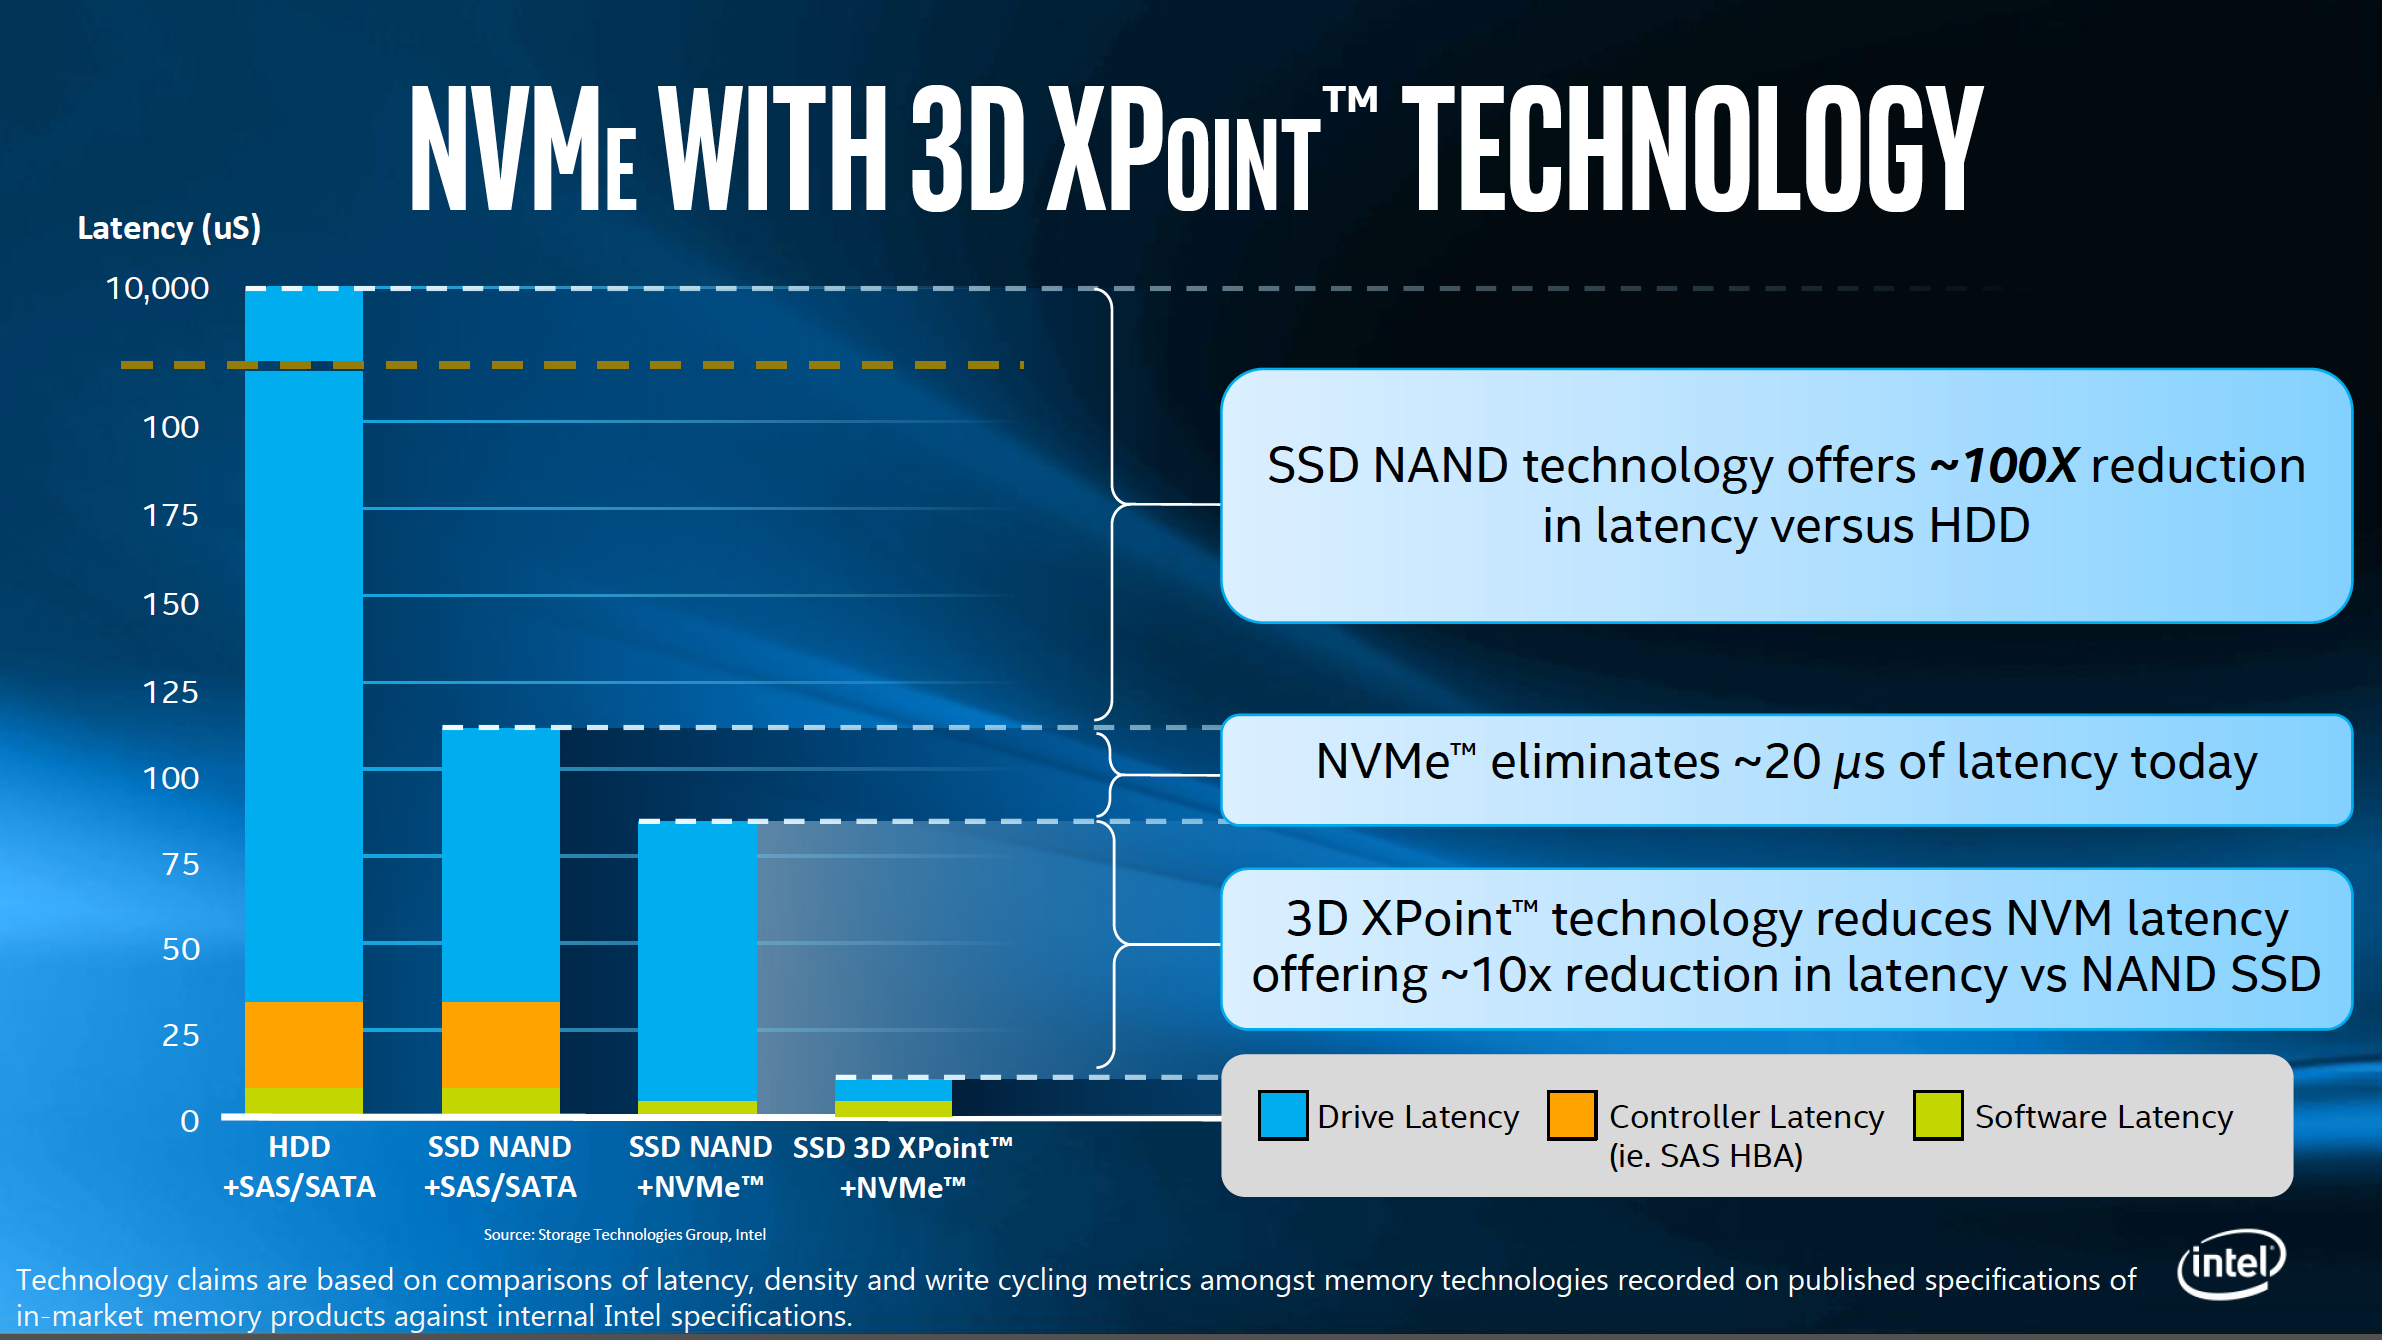 NVMe WITH 3D XPoint™ TECHNOLOGY
Latency (uS)
10,000
100
175
150
125
100
75
50
25
0
SSD NAND technology offers ~100X reduction
in latency versus HDD
NVMe™ eliminates ~20 µs of latency today
3D XPoint™ technology reduces NVM latency
offering ~10x reduction in latency vs NAND SSD
Drive Latency
Controller Latency
(ie. SAS HBA)
Software Latency
HDD
+SAS/SATA
SSD NAND
+SAS/SATA
SSD NAND
+NVMe™
SSD 3D XPoint™
+NVMe™
Source: Storage Technologies Group, Intel
Technology claims are based on comparisons of latency, density and write cycling metrics amongst memory technologies recorded on published specifications of
in-market memory products against internal Intel specifications.
intel®